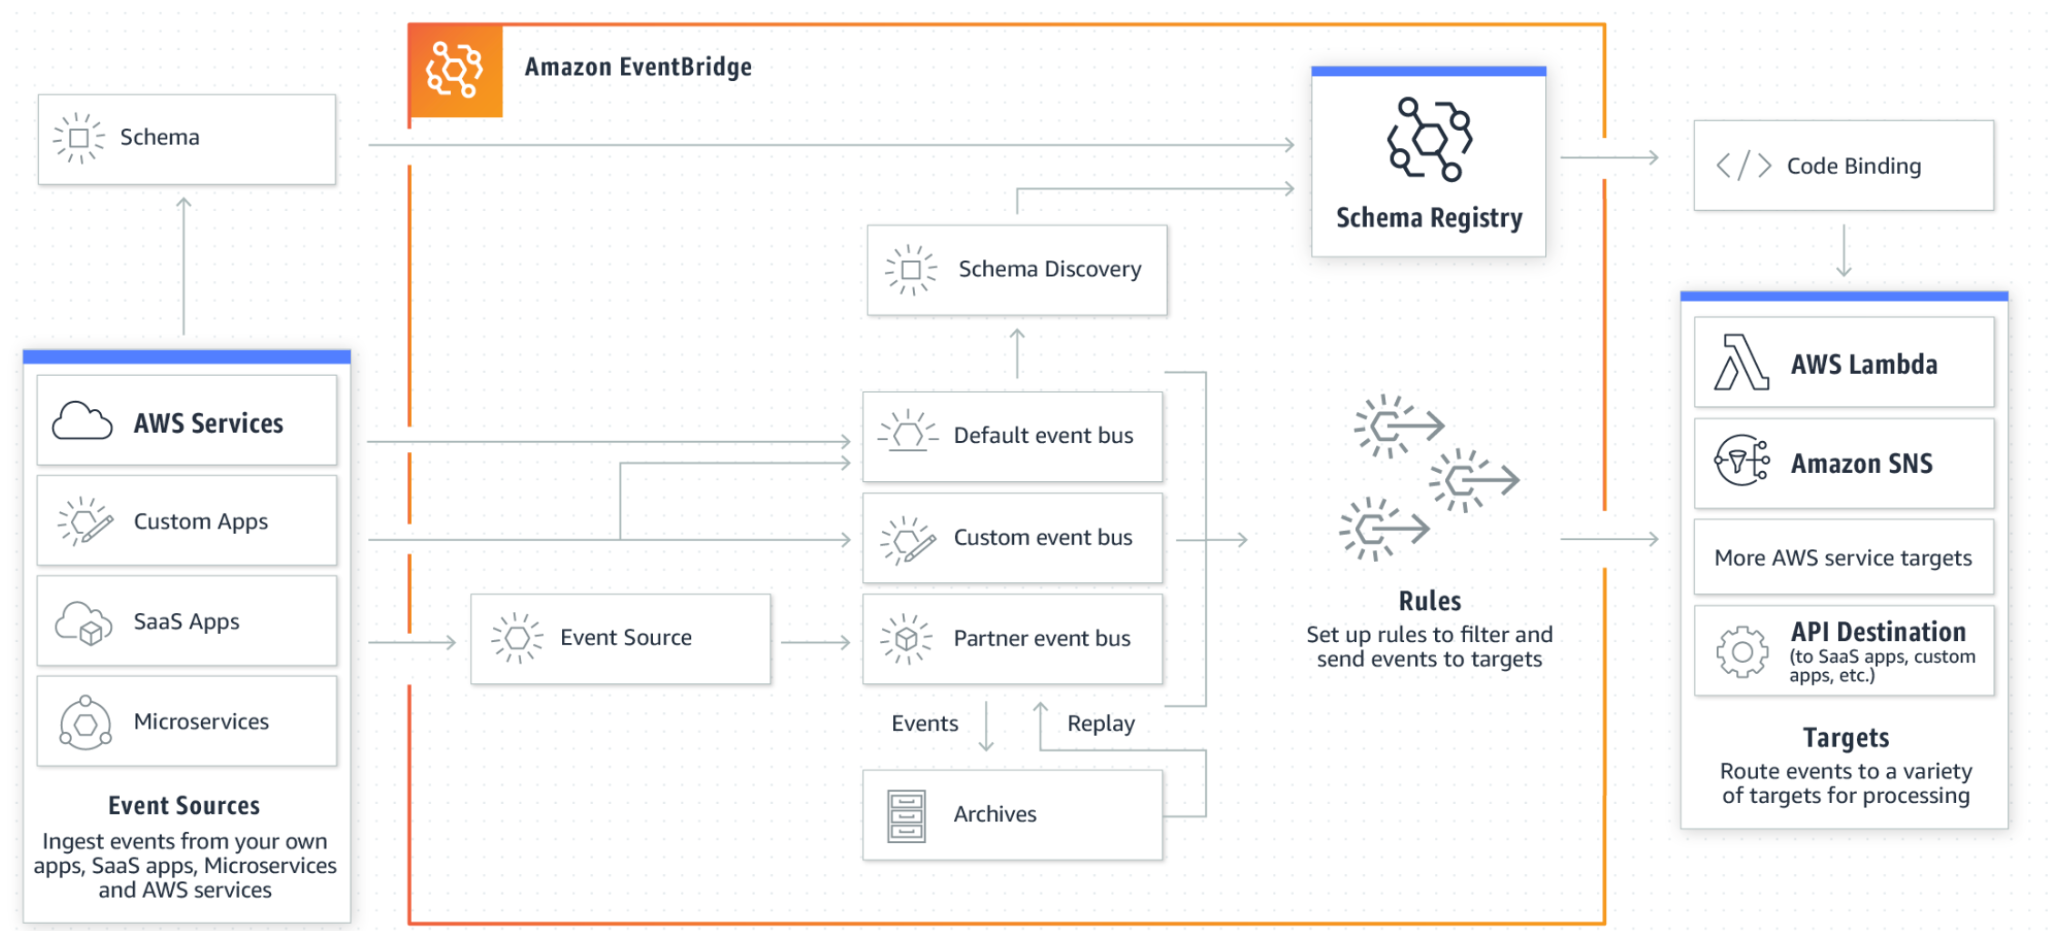 Amazon EventBridge
Schema
Schema Registry
Code Binding
Schema Discovery
AWS Services
Custom Apps
SaaS Apps
Microservices
Event Sources
Ingest events from your own
apps, SaaS apps, Microservices
and AWS services
Event Source
Default event bus
Custom event bus
Partner event bus
Events
Replay
Archives
Rules
Set up rules to filter and
send events to targets
AWS Lambda
Amazon SNS
More AWS service targets
API Destination
(to SaaS apps, custom
apps, etc.)
Targets
Route events to a variety
of targets for processing